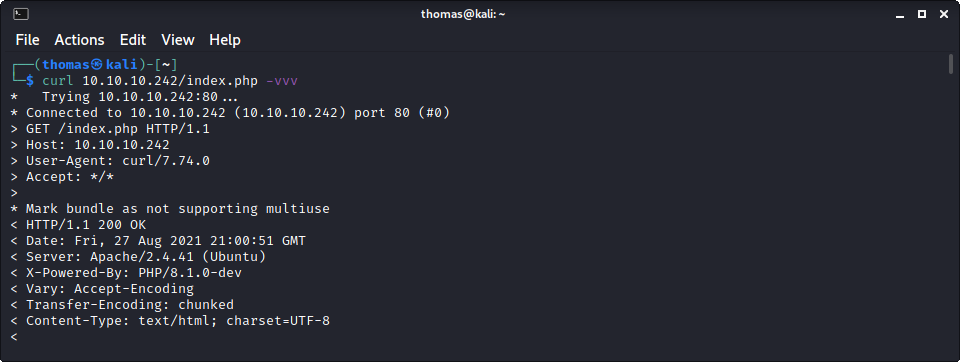 thomas@kali: ~
File Actions Edit View Help
┌──(thomas㉿kali)-[~]
└─$ curl 10.10.10.242/index.php -vvv
*   Trying 10.10.10.242:80...
* Connected to 10.10.10.242 (10.10.10.242) port 80 (#0)
> GET /index.php HTTP/1.1
> Host: 10.10.10.242
> User-Agent: curl/7.74.0
> Accept: */*
>
* Mark bundle as not supporting multiuse
< HTTP/1.1 200 OK
< Date: Fri, 27 Aug 2021 21:00:51 GMT
< Server: Apache/2.4.41 (Ubuntu)
< X-Powered-By: PHP/8.1.0-dev
< Vary: Accept-Encoding
< Transfer-Encoding: chunked
< Content-Type: text/html; charset=UTF-8
<